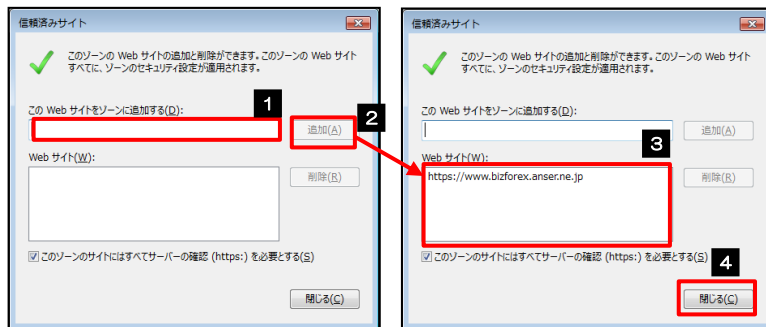 信頼済みサイト
このゾーンの Web サイトの追加と削除ができます。このゾーンの Web サイト
すべてに、ゾーンのセキュリティ設定が適用されます。
この Web サイトをゾーンに追加する(D):
1
追加(A)
2
Web サイト(W):
削除(R)
このゾーンのサイトにはすべてサーバーの確認 (https:) を必要とする(S)
閉じる(C)
信頼済みサイト
このゾーンの Web サイトの追加と削除ができます。このゾーンの Web サイト
すべてに、ゾーンのセキュリティ設定が適用されます。
この Web サイトをゾーンに追加する(D):
追加(A)
3
Web サイト(W):
https://www.bizforex.anser.ne.jp
削除(R)
このゾーンのサイトにはすべてサーバーの確認 (https:) を必要とする(S)
4
閉じる(C)